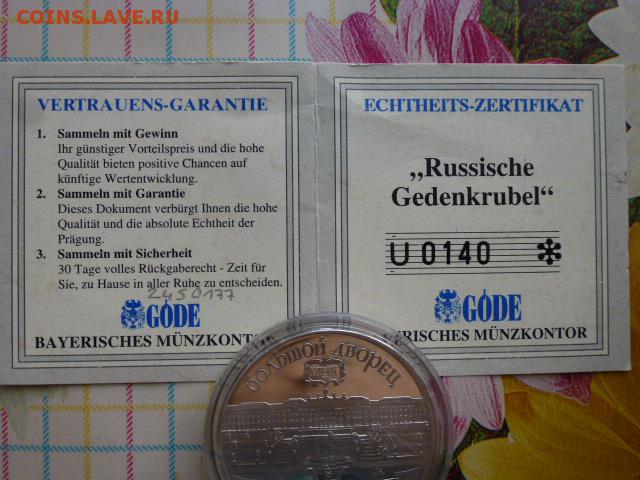 COINS.LAVE.RU
VERTRAUENS-GARANTIE
1. Sammeln mit Gewinn
Ihr günstiger Vorteilspreis und die hohe
Qualität bieten positive Chancen auf
künftige Wertentwicklung.
2. Sammeln mit Garantie
Dieses Dokument verbürgt Ihnen die hohe
Qualität und die absolute Echtheit der
Prägung.
3. Sammeln mit Sicherheit
30 Tage volles Rückgaberecht - Zeit für
Sie, zu Hause in aller Ruhe zu entscheiden.
2450177
GÖDE
BAYERISCHES MÜNZKONTOR
ECHTHEITS-ZERTIFIKAT
„Russische
Gedenkrubel“
U 0140 *
GÖDE
ERISCHES MÜNZKONTOR
БОЛЬШОЙ ДВОРЕЦ